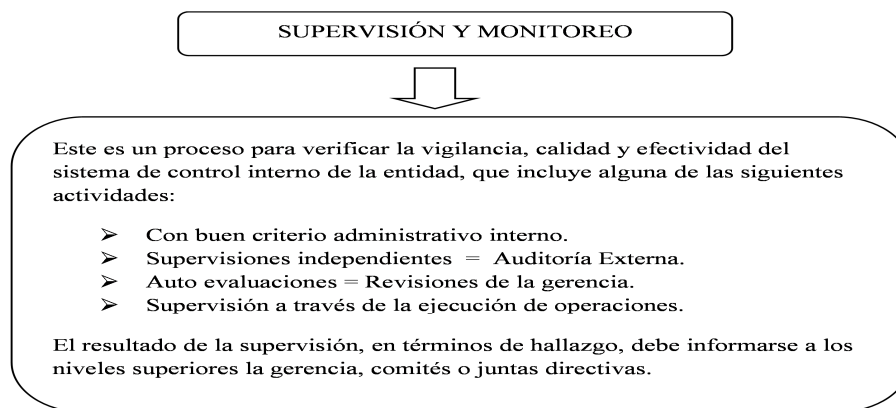 SUPERVISIÓN Y MONITOREO
Este es un proceso para verificar la vigilancia, calidad y efectividad del
sistema de control interno de la entidad, que incluye alguna de las siguientes
actividades:
➢ Con buen criterio administrativo interno.
➢ Supervisiones independientes = Auditoría Externa.
➢ Auto evaluaciones = Revisiones de la gerencia.
➢ Supervisión a través de la ejecución de operaciones.
El resultado de la supervisión, en términos de hallazgo, debe informarse a los
niveles superiores la gerencia, comités o juntas directivas.